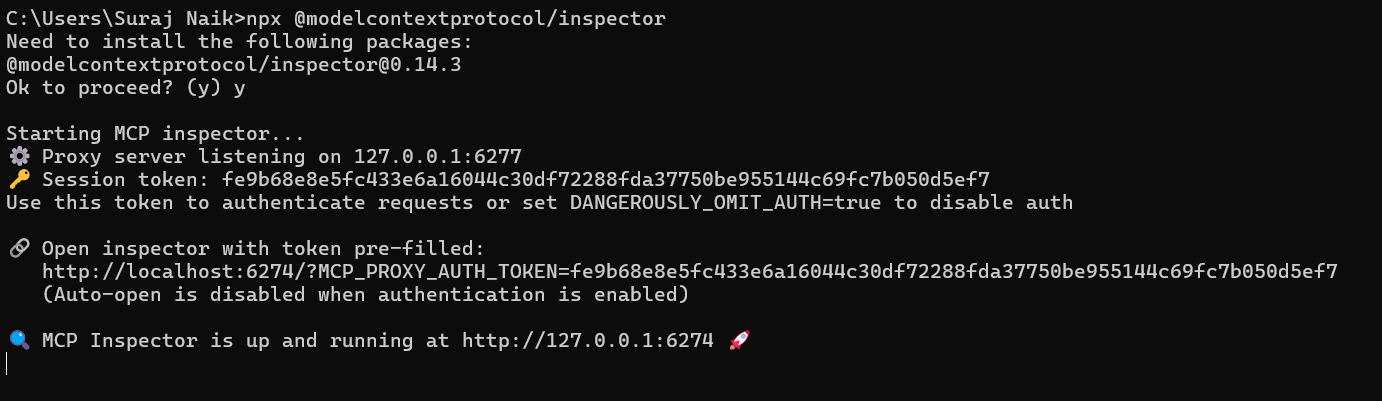 C:\Users\Suraj Naik>npx @modelcontextprotocol/inspector
Need to install the following packages:
@modelcontextprotocol/inspector@0.14.3
Ok to proceed? (y) y
Starting MCP inspector...
⚙️ Proxy server listening on 127.0.0.1:6277
🔑 Session token: fe9b68e8e5fc433e6a16044c30df72288fda37750be955144c69fc7b050d5ef7
Use this token to authenticate requests or set DANGEROUSLY_OMIT_AUTH=true to disable auth
🔗 Open inspector with token pre-filled:
http://localhost:6274/?MCP_PROXY_AUTH_TOKEN=fe9b68e8e5fc433e6a16044c30df72288fda37750be955144c69fc7b050d5ef7
(Auto-open is disabled when authentication is enabled)
🔍 MCP Inspector is up and running at http://127.0.0.1:6274 🚀